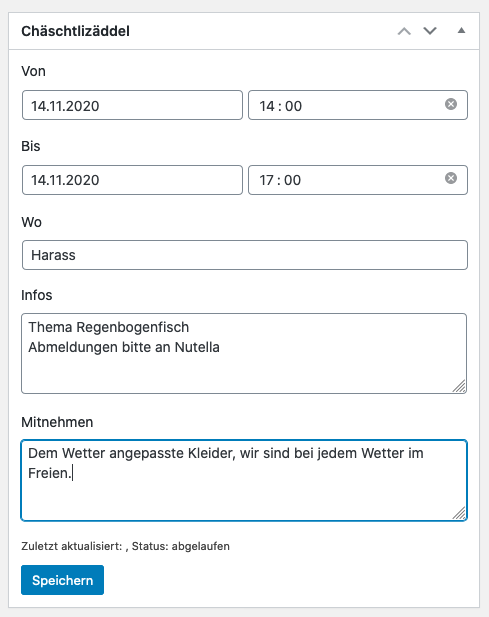 Chäschtlizäddel
Von
14.11.2020 14:00
Bis
14.11.2020 17:00
Wo
Harass
Infos
Thema Regenbogenfisch
Abmeldungen bitte an Nutella
Mitnehmen
Dem Wetter angepasste Kleider, wir sind bei jedem Wetter im
Freien.
Zuletzt aktualisiert: , Status: abgelaufen
Speichern